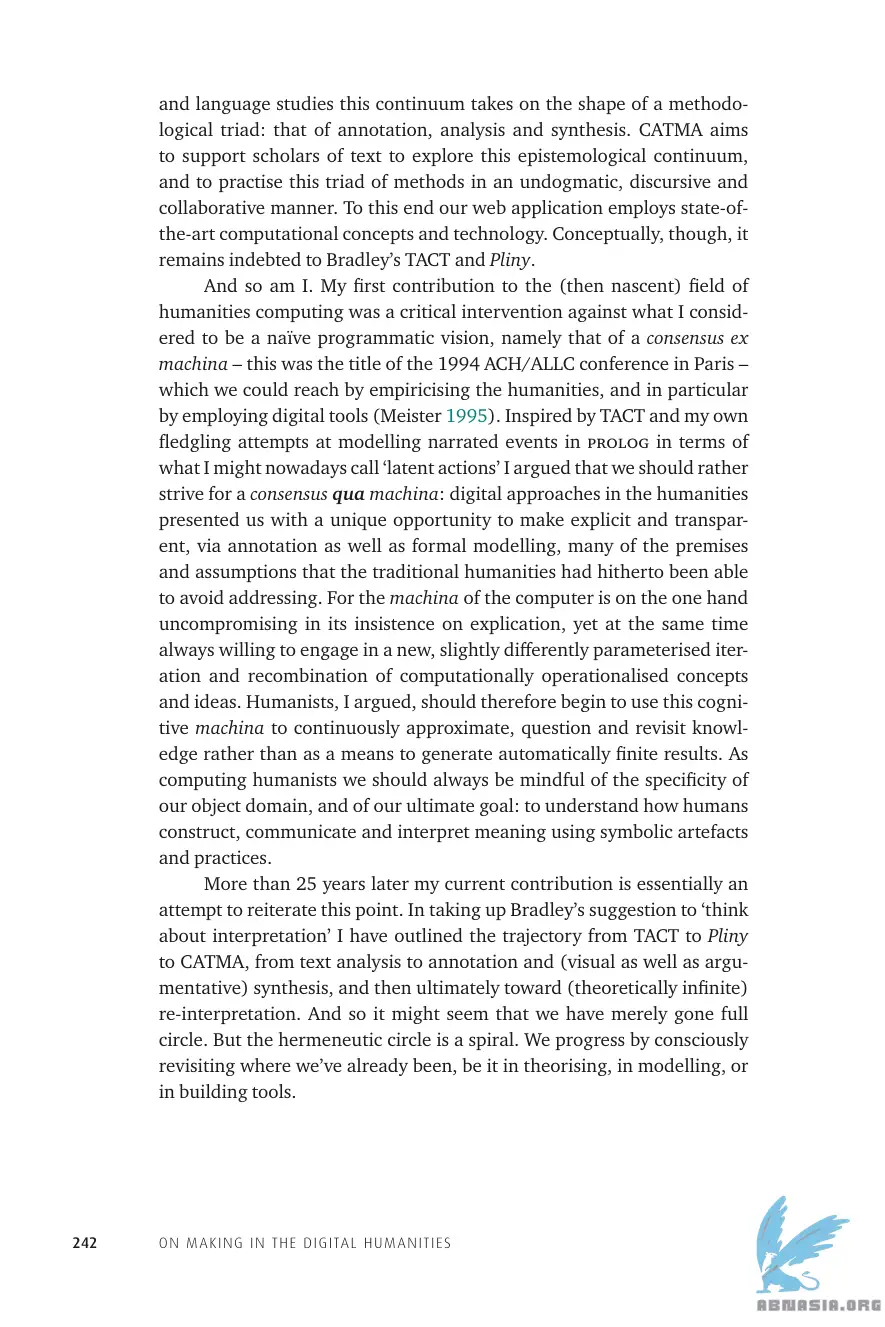 and language studies this continuum takes on the shape of a methodo-
logical triad: that of annotation, analysis and synthesis. CATMA aims
to support scholars of text to explore this epistemological continuum,
and to practise this triad of methods in an undogmatic, discursive and
collaborative manner. To this end our web application employs state-of-
the-art computational concepts and technology. Conceptually, though, it
remains indebted to Bradley’s TACT and Pliny.
And so am I. My first contribution to the (then nascent) field of
humanities computing was a critical intervention against what I consid-
ered to be a naïve programmatic vision, namely that of a consensus ex
machina – this was the title of the 1994 ACH/ALLC conference in Paris –
which we could reach by empiricising the humanities, and in particular
by employing digital tools (Meister 1995). Inspired by TACT and my own
fledgling attempts at modelling narrated events in PROLOG in terms of
what I might nowadays call ‘latent actions’ I argued that we should rather
strive for a consensus qua machina: digital approaches in the humanities
presented us with a unique opportunity to make explicit and transpar-
ent, via annotation as well as formal modelling, many of the premises
and assumptions that the traditional humanities had hitherto been able
to avoid addressing. For the machina of the computer is on the one hand
uncompromising in its insistence on explication, yet at the same time
always willing to engage in a new, slightly differently parameterised iter-
ation and recombination of computationally operationalised concepts
and ideas. Humanists, I argued, should therefore begin to use this cogni-
tive machina to continuously approximate, question and revisit knowl-
edge rather than as a means to generate automatically finite results. As
computing humanists we should always be mindful of the specificity of
our object domain, and of our ultimate goal: to understand how humans
construct, communicate and interpret meaning using symbolic artefacts
and practices.
More than 25 years later my current contribution is essentially an
attempt to reiterate this point. In taking up Bradley’s suggestion to ‘think
about interpretation’ I have outlined the trajectory from TACT to Pliny
to CATMA, from text analysis to annotation and (visual as well as argu-
mentative) synthesis, and then ultimately toward (theoretically infinite)
re-interpretation. And so it might seem that we have merely gone full
circle. But the hermeneutic circle is a spiral. We progress by consciously
revisiting where we’ve already been, be it in theorising, in modelling, or
in building tools.
242 ON MAKING IN THE DIGITAL HUMANITIES
ABNASIA.ORG